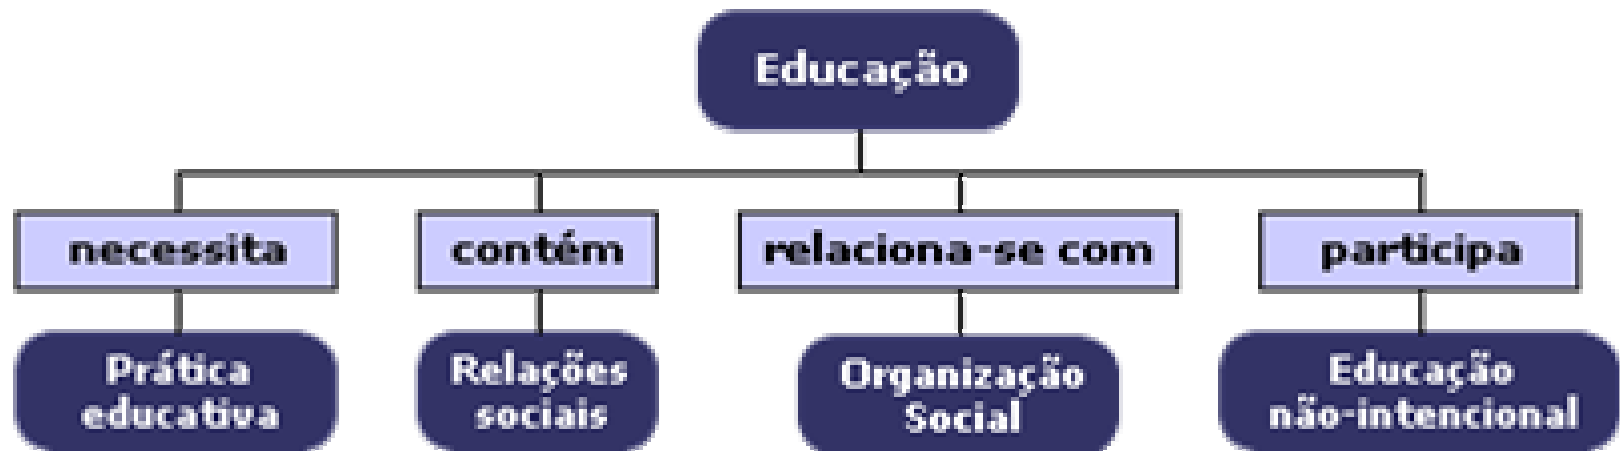 Educação
necessita
contém
relaciona-se com
participa
Prática
educativa
Relações
sociais
Organização
Social
Educação
não-intencional